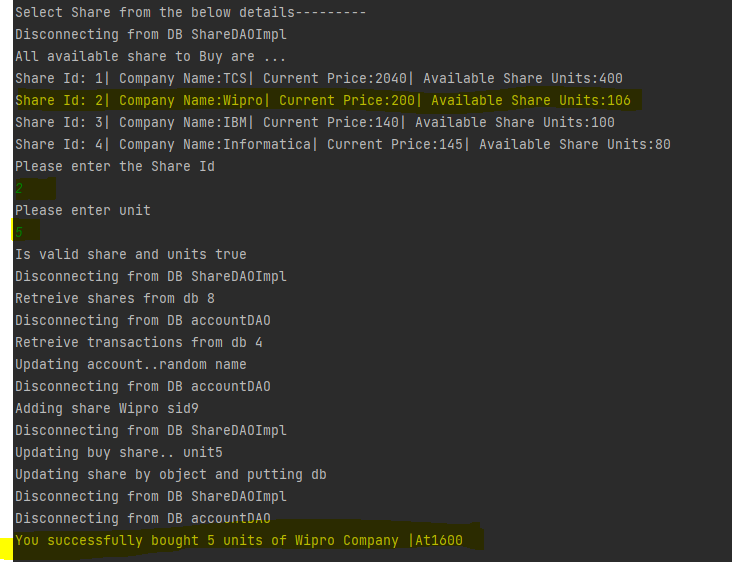 Select Share from the below details---------
Disconnecting from DB ShareDAOImpl
All available share to Buy are ...
Share Id: 1| Company Name:TCS| Current Price:2040| Available Share Units:400
Share Id: 2| Company Name:Wipro| Current Price:200| Available Share Units:106
Share Id: 3| Company Name:IBM| Current Price:140| Available Share Units:100
Share Id: 4| Company Name:Informatica| Current Price:145| Available Share Units:80
Please enter the Share Id
2
Please enter unit
5
Is valid share and units true
Disconnecting from DB ShareDAOImpl
Retreive shares from db 8
Disconnecting from DB accountDAO
Retreive transactions from db 4
Updating account..random name
Disconnecting from DB accountDAO
Adding share Wipro sid9
Disconnecting from DB ShareDAOImpl
Updating buy share.. unit5
Updating share by object and putting db
Disconnecting from DB ShareDAOImpl
Disconnecting from DB accountDAO
You successfully bought 5 units of Wipro Company |At1600